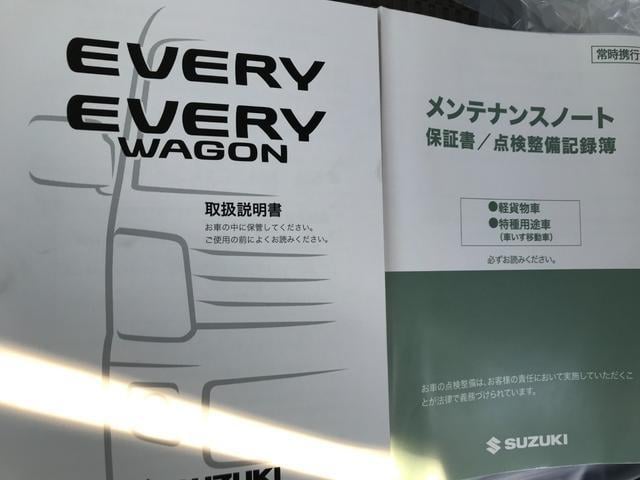 EVERY
EVERY
WAGON
取扱説明書
お車の中に保管してください。
ご使用の前によくお読みください。
SUZUKI
常時携行
メンテナンスノート
保証書／点検整備記録簿
●軽貨物車
●特種用途車
（車いす移動車）
必ずお読みください。
お車の点検整備は、お客様の責任において実施していただくこ
とが法律で義務づけられています。
SUZUKI